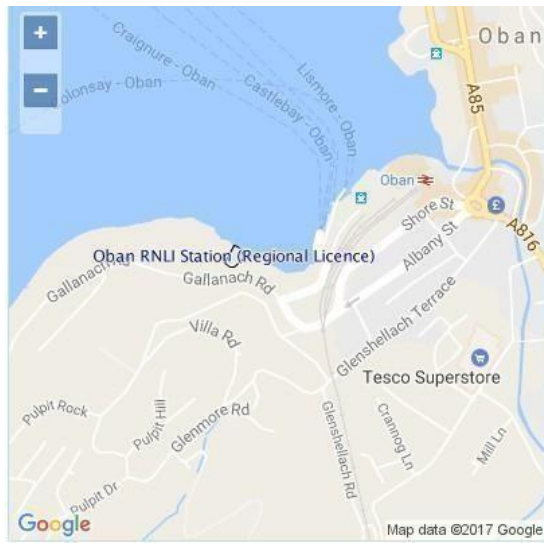 +
−
Craignure - Oban
Colonsay - Oban
Castlebay - Oban
Lismore - Oban
Oban
A85
Oban
£
A876
Shore St
Albany St
Oban RNLI Station (Regional Licence)
Gallanach Rd
Gallanach Rd
Glenshellach Terrace
Villa Rd
Tesco Superstore
Pulpit Rock
Pulpit Hill
Glenmore Rd
Glenshellach Rd
Crannog Ln
Mill Ln
Pulpit Dr
Google
Map data ©2017 Google